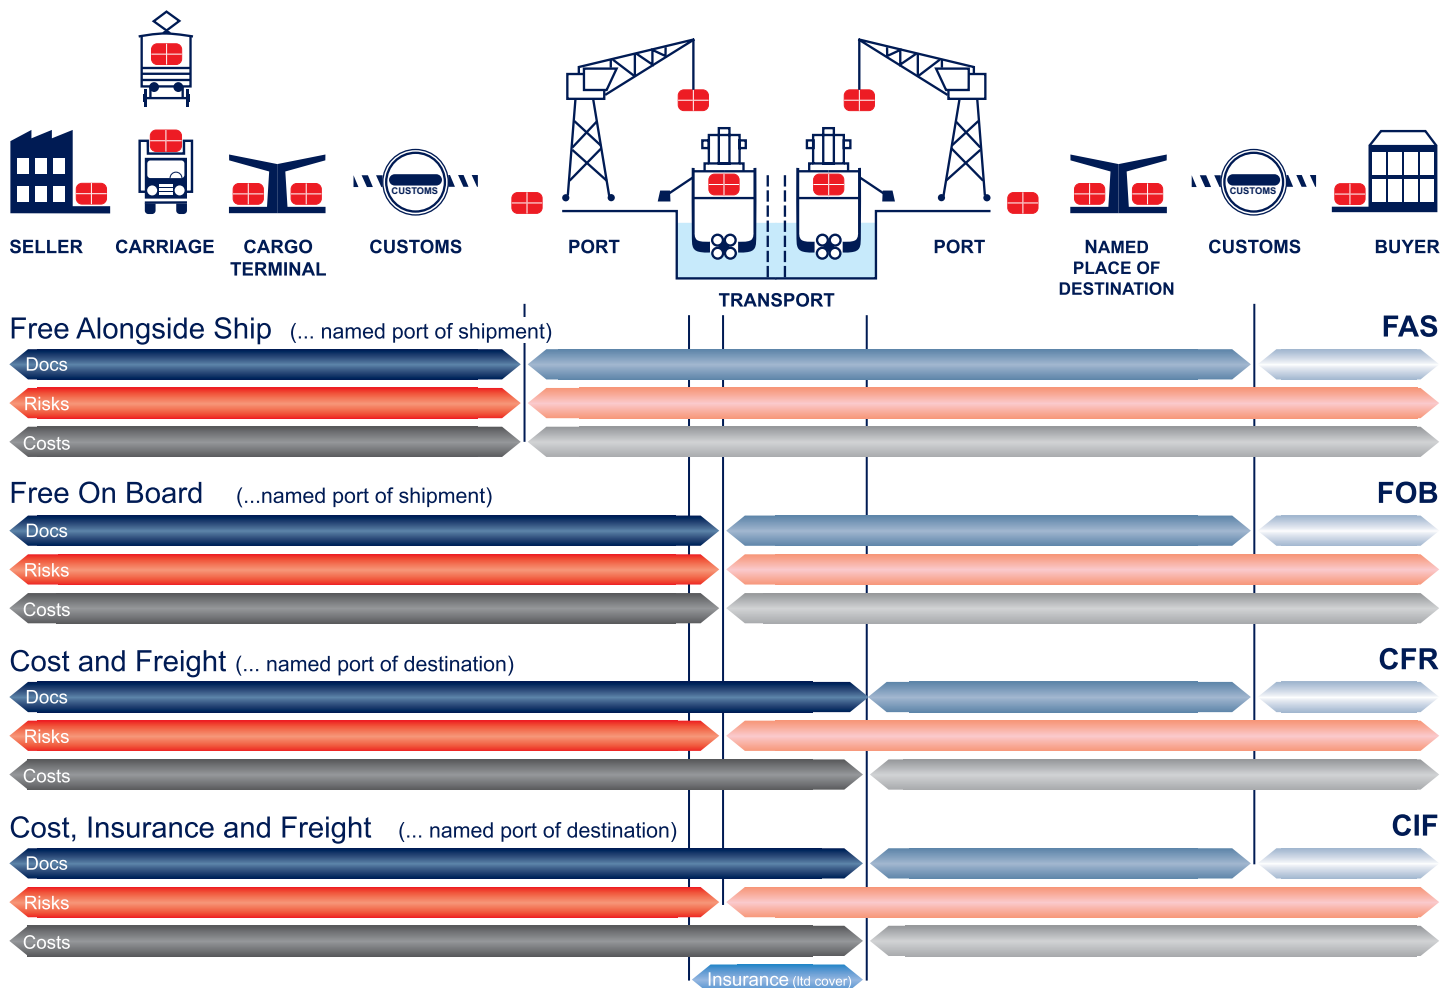 CUSTOMS
CUSTOMS
SELLER
CARRIAGE
CARGO
TERMINAL
CUSTOMS
PORT
TRANSPORT
PORT
NAMED
PLACE OF
DESTINATION
CUSTOMS
BUYER
Free Alongside Ship (... named port of shipment) FAS
Docs
Risks
Costs
Free On Board (...named port of shipment) FOB
Docs
Risks
Costs
Cost and Freight (... named port of destination) CFR
Docs
Risks
Costs
Cost, Insurance and Freight (... named port of destination) CIF
Docs
Risks
Costs
Insurance (ltd cover)